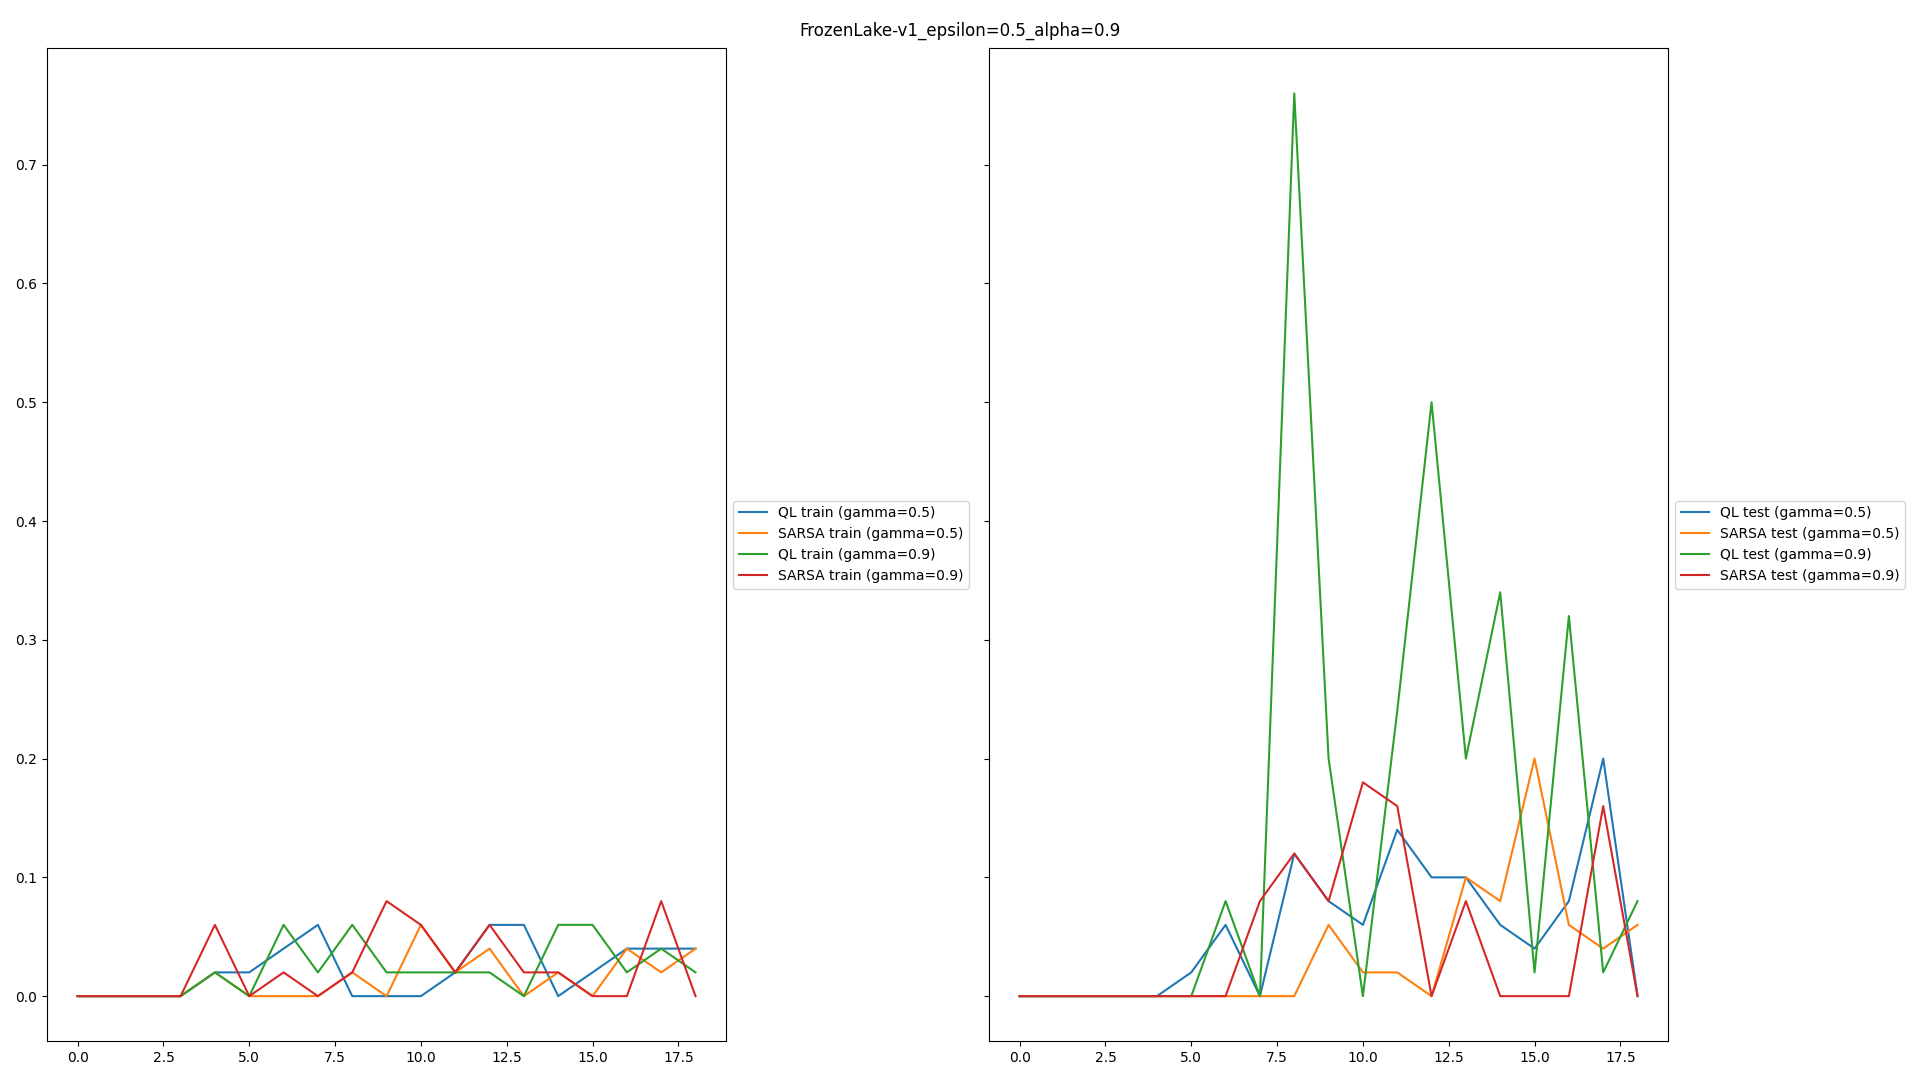 FrozenLake-v1_epsilon=0.5_alpha=0.9
0.7
0.6
0.5
0.4
0.3
0.2
0.1
0.0
0.0 2.5 5.0 7.5 10.0 12.5 15.0 17.5
QL train (gamma=0.5)
SARSA train (gamma=0.5)
QL train (gamma=0.9)
SARSA train (gamma=0.9)
0.0 2.5 5.0 7.5 10.0 12.5 15.0 17.5
QL test (gamma=0.5)
SARSA test (gamma=0.5)
QL test (gamma=0.9)
SARSA test (gamma=0.9)